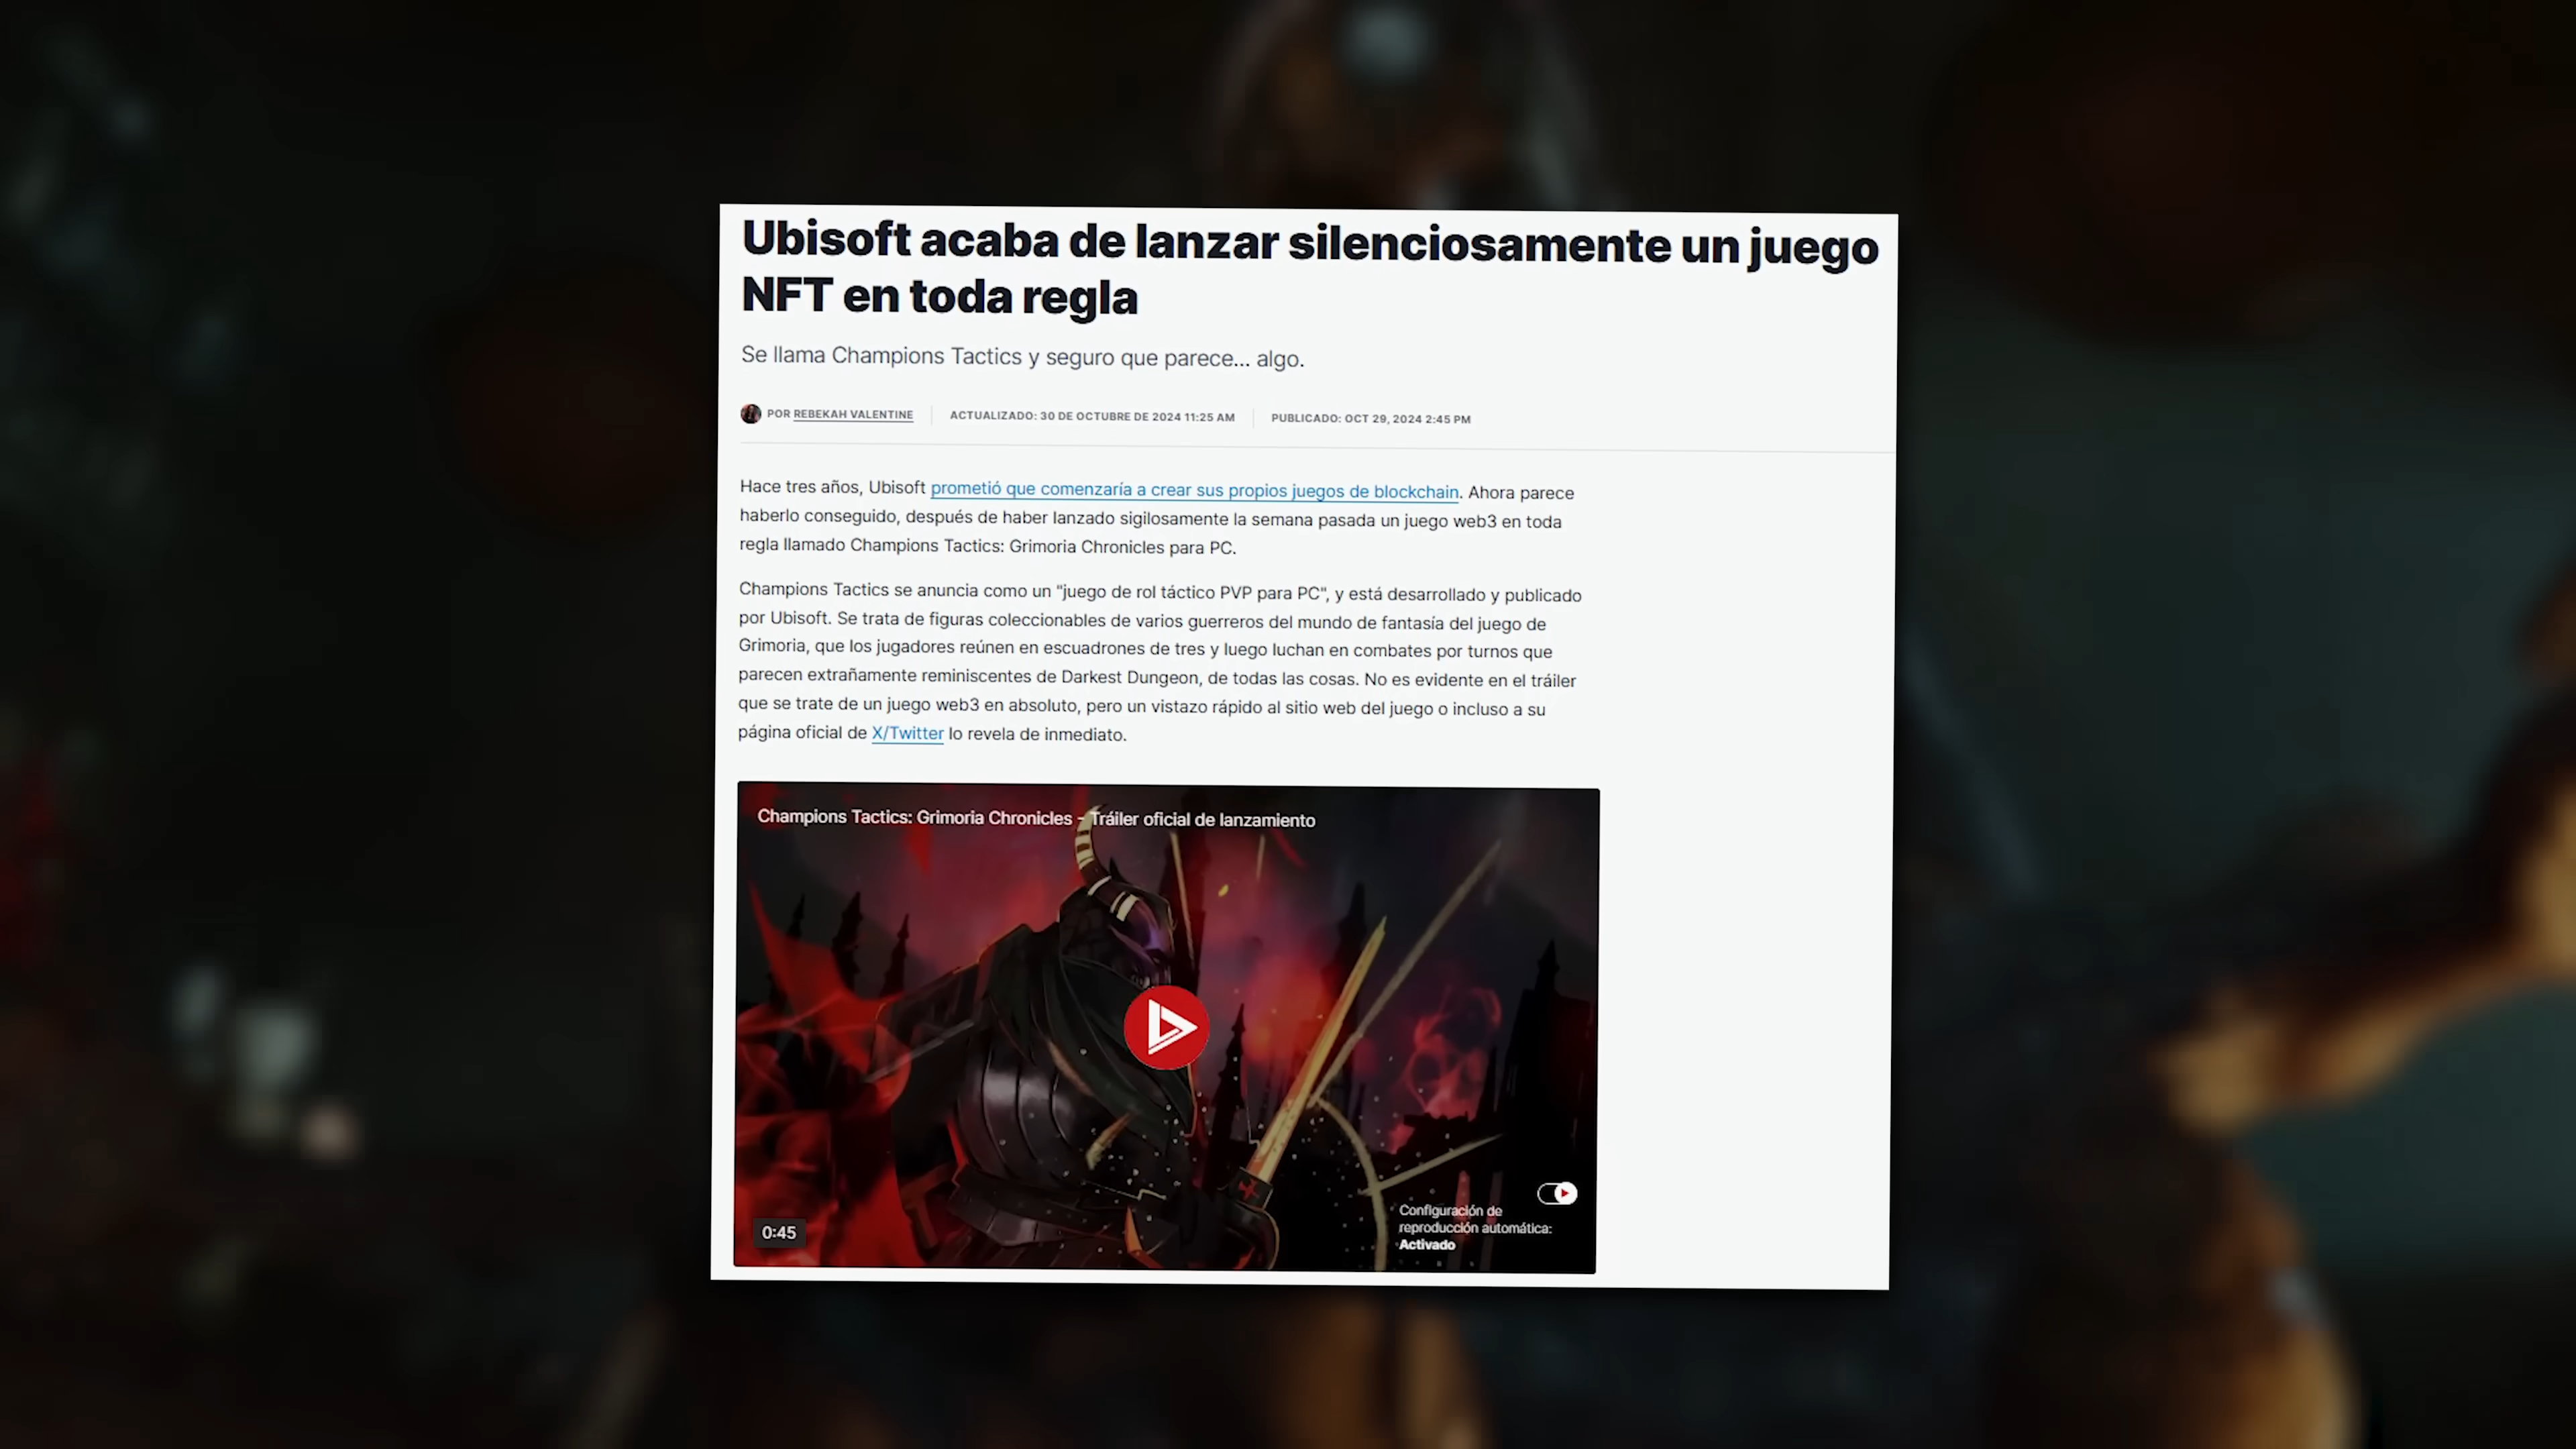 Ubisoft acaba de lanzar silenciosamente un juego
NFT en toda regla
Se llama Champions Tactics y seguro que parece... algo.
POR REBEKAH VALENTINE
ACTUALIZADO: 30 DE OCTUBRE DE 2024 11:25 AM
PUBLICADO: OCT 29, 2024 2:45 PM
Hace tres años, Ubisoft prometió que comenzaría a crear sus propios juegos de blockchain. Ahora parece
haberlo conseguido, después de haber lanzado sigilosamente la semana pasada un juego web3 en toda
regla llamado Champions Tactics: Grimoria Chronicles para PC.
Champions Tactics se anuncia como un "juego de rol táctico PVP para PC", y está desarrollado y publicado
por Ubisoft. Se trata de figuras coleccionables de varios guerreros del mundo de fantasía del juego de
Grimoria, que los jugadores reúnen en escuadrones de tres y luego luchan en combates por turnos que
parecen extrañamente reminiscentes de Darkest Dungeon, de todas las cosas. No es evidente en el tráiler
que se trate de un juego web3 en absoluto, pero un vistazo rápido al sitio web del juego o incluso a su
página oficial de X/Twitter lo revela de inmediato.
Champions Tactics: Grimoria Chronicles - Tráiler oficial de lanzamiento
0:45
Configuración de
reproducción automática:
Activado